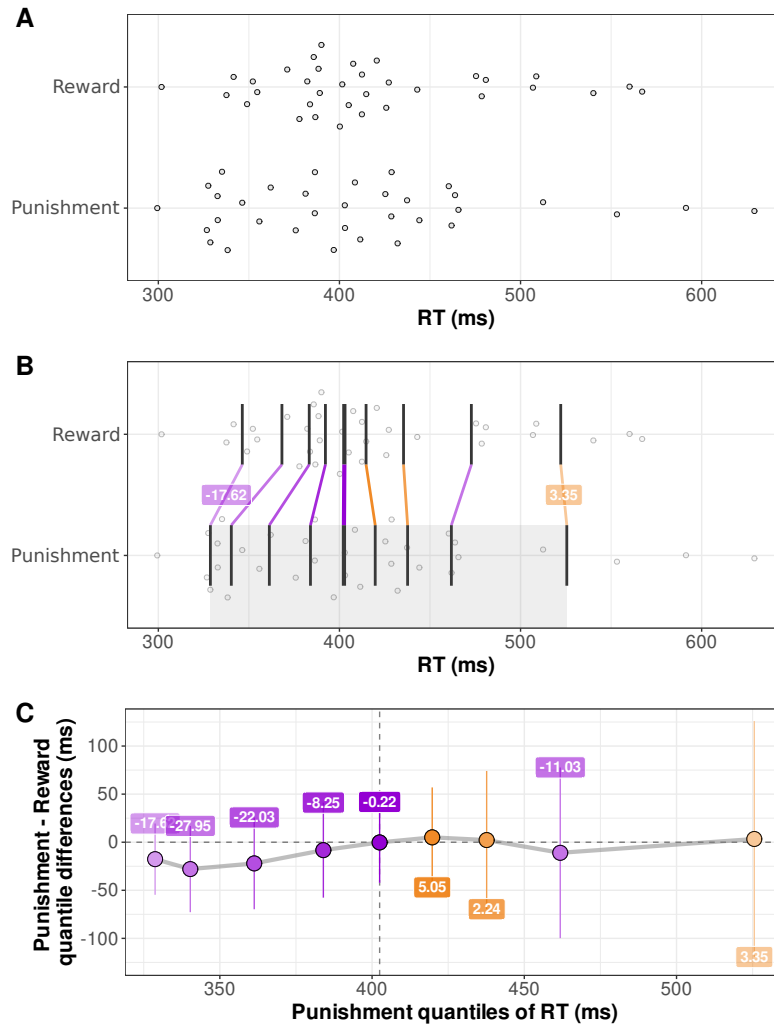 A
Reward
Punishment
300 400 500 600
RT (ms)
B
Reward
-17.62 3.35
Punishment
300 400 500 600
RT (ms)
C
Punishment - Reward
quantile differences (ms)
100
50
0
-50
-100
-17.62 -27.95 -22.03 -8.25 -0.22 -11.03
5.05 2.24 3.35
350 400 450 500
Punishment quantiles of RT (ms)